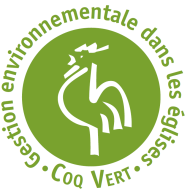 Gestion environnementale dans les églises
• Coq Vert •